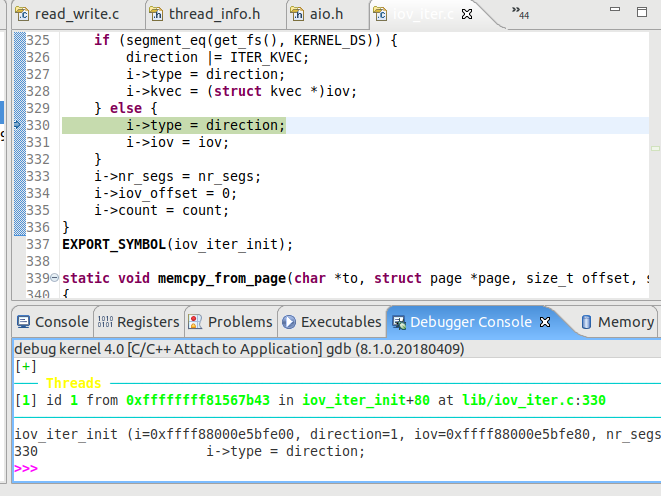 read_write.c thread_info.h aio.h iov_iter.c »44
325 if (segment_eq(get_fs(), KERNEL_DS)) {
326 direction |= ITER_KVEC;
327 i->type = direction;
328 i->kvec = (struct kvec *)iov;
329 } else {
330 i->type = direction;
331 i->iov = iov;
332 }
333 i->nr_segs = nr_segs;
334 i->iov_offset = 0;
335 i->count = count;
336 }
337 EXPORT_SYMBOL(iov_iter_init);
338
339 static void memcpy_from_page(char *to, struct page *page, size_t offset, s
340 {
Console Registers Problems Executables Debugger Console Memory
debug kernel 4.0 [C/C++ Attach to Application] gdb (8.1.0.20180409)
[+]
Threads
[1] id 1 from 0xffffffff81567b43 in iov_iter_init+80 at lib/iov_iter.c:330
iov_iter_init (i=0xffff88000e5bfe00, direction=1, iov=0xffff88000e5bfe80, nr_segs
330 i->type = direction;
>>>